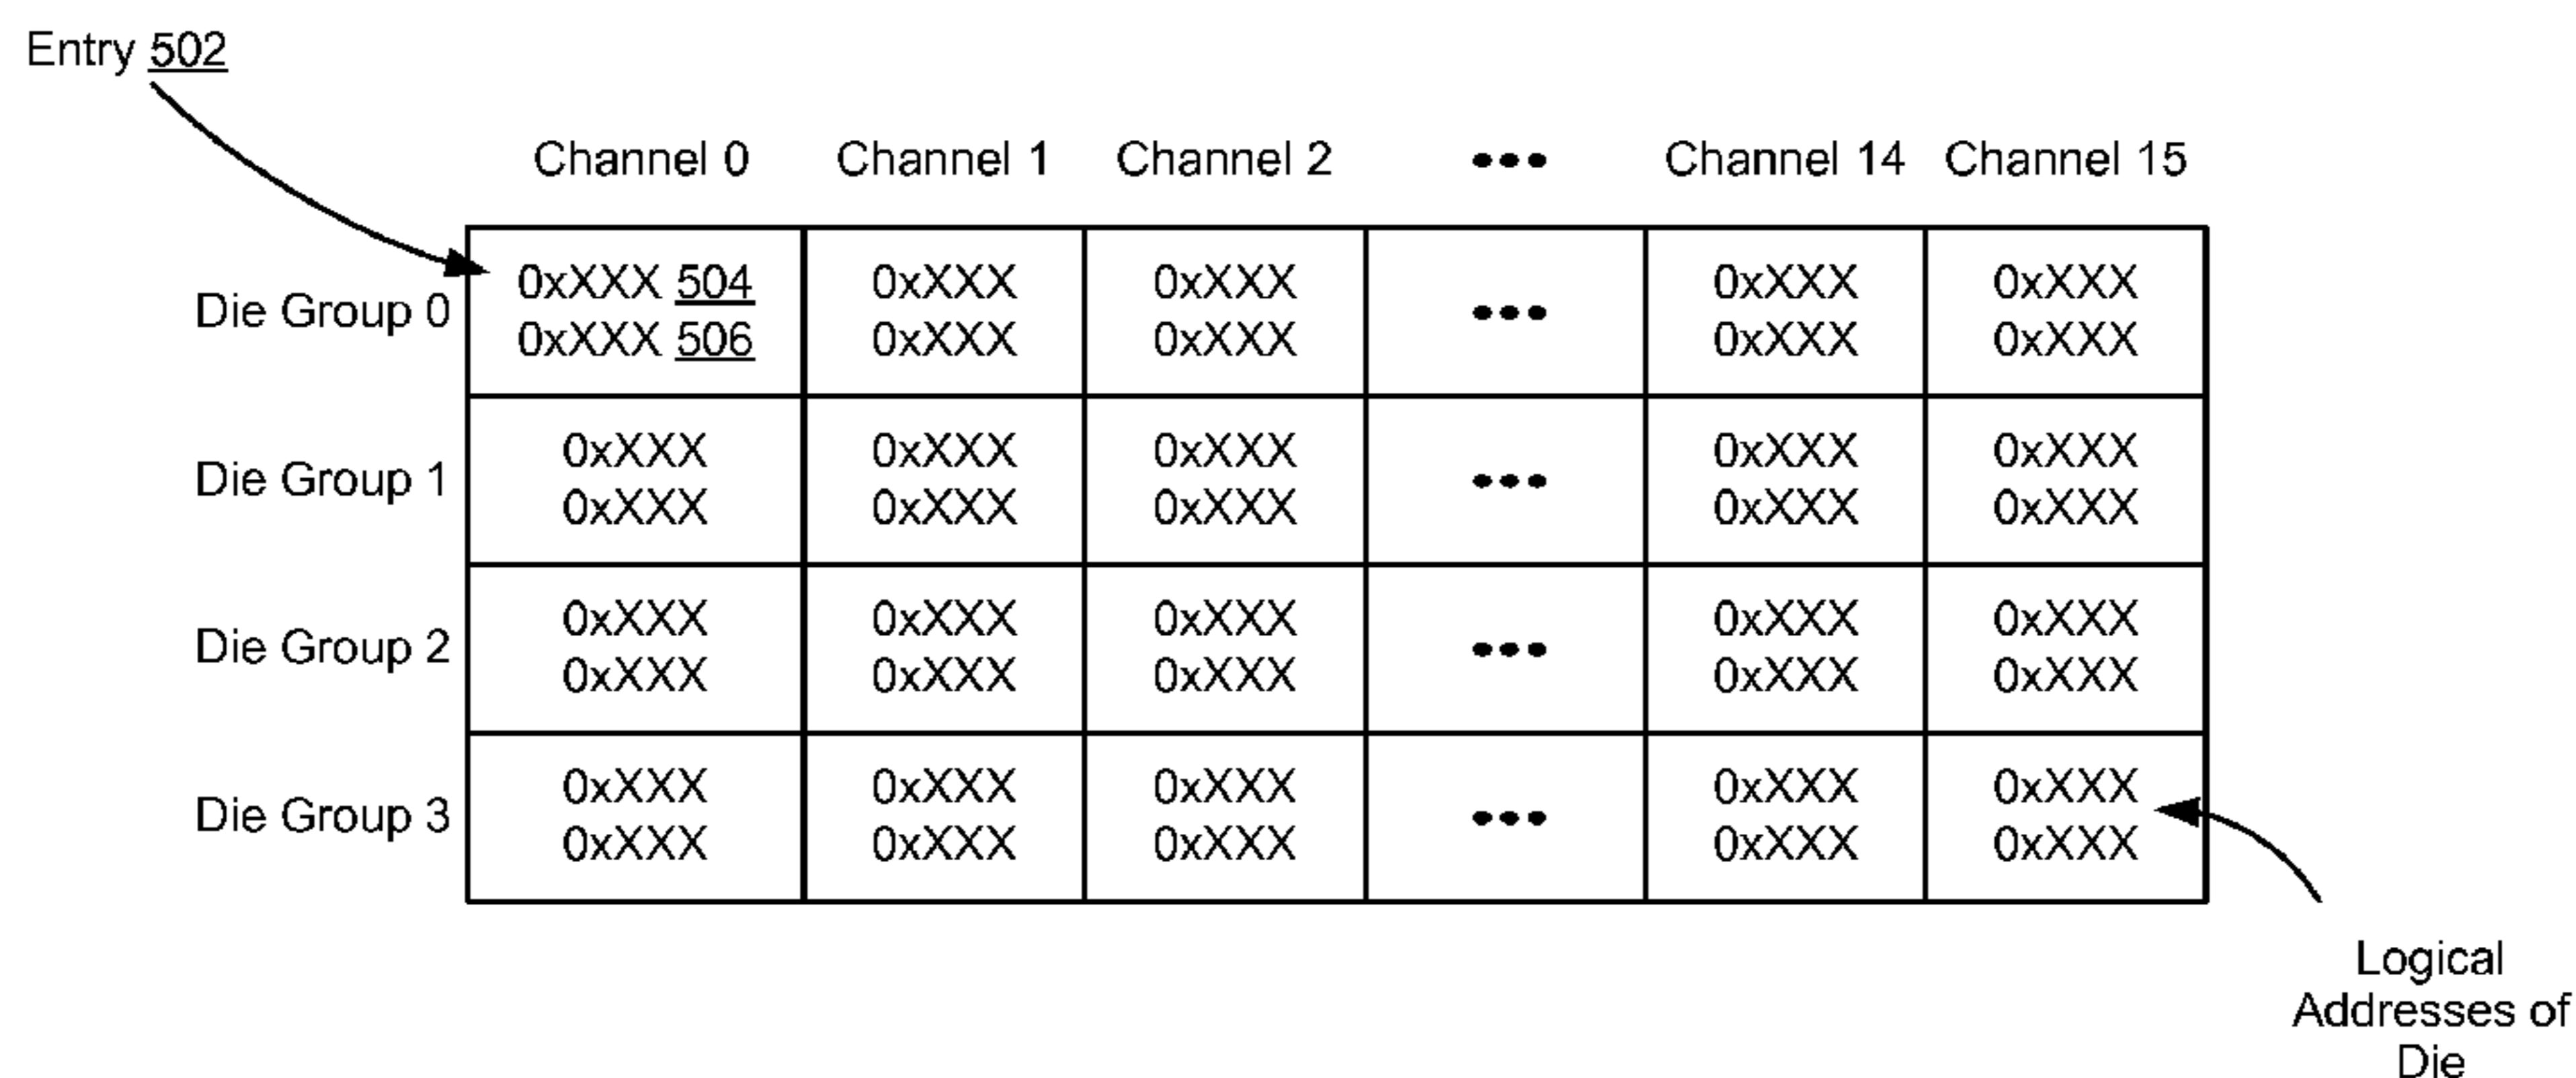 Entry 502
Channel 0 Channel 1 Channel 2 ••• Channel 14 Channel 15
Die Group 0
0xXXX 504 0xXXX 0xXXX ••• 0xXXX 0xXXX
0xXXX 506 0xXXX 0xXXX 0xXXX 0xXXX
Die Group 1
0xXXX 0xXXX 0xXXX ••• 0xXXX 0xXXX
0xXXX 0xXXX 0xXXX 0xXXX 0xXXX
Die Group 2
0xXXX 0xXXX 0xXXX ••• 0xXXX 0xXXX
0xXXX 0xXXX 0xXXX 0xXXX 0xXXX
Die Group 3
0xXXX 0xXXX 0xXXX ••• 0xXXX 0xXXX
0xXXX 0xXXX 0xXXX 0xXXX 0xXXX
Logical
Addresses of
Die